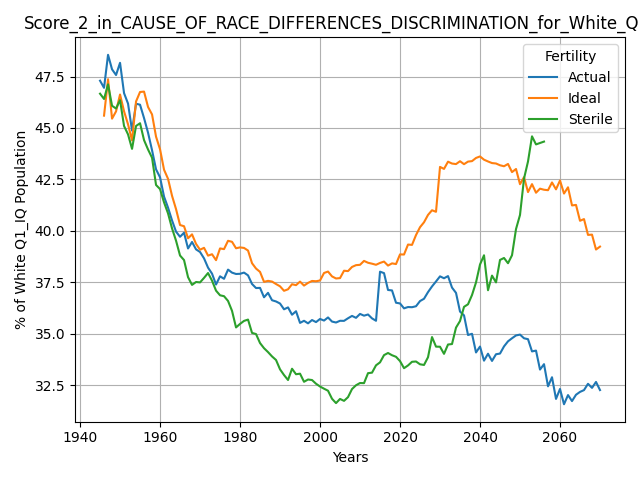 Score_2_in_CAUSE_OF_RACE_DIFFERENCES_DISCRIMINATION_for_White_Q
Fertility
Actual
Ideal
Sterile
% of White Q1_IQ Population
47.5
45.0
42.5
40.0
37.5
35.0
32.5
1940
1960
1980
2000
2020
2040
2060
Years